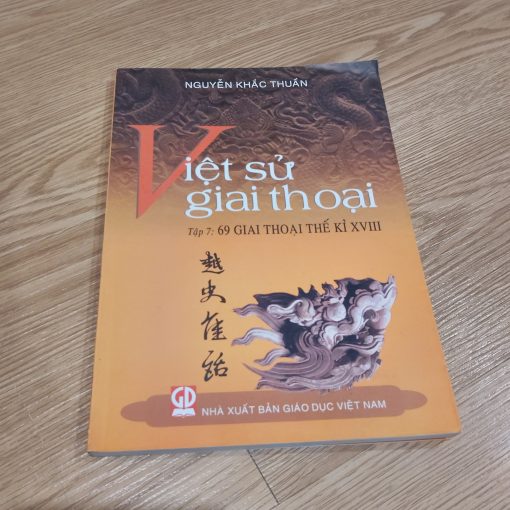 NGUYỄN KHẮC THUẦN
Việt sử
giai thoại
Tập 7: 69 GIAI THOẠI THẾ KỈ XVIII
越
史
佳
話
GD
NHÀ XUẤT BẢN GIÁO DỤC VIỆT NAM